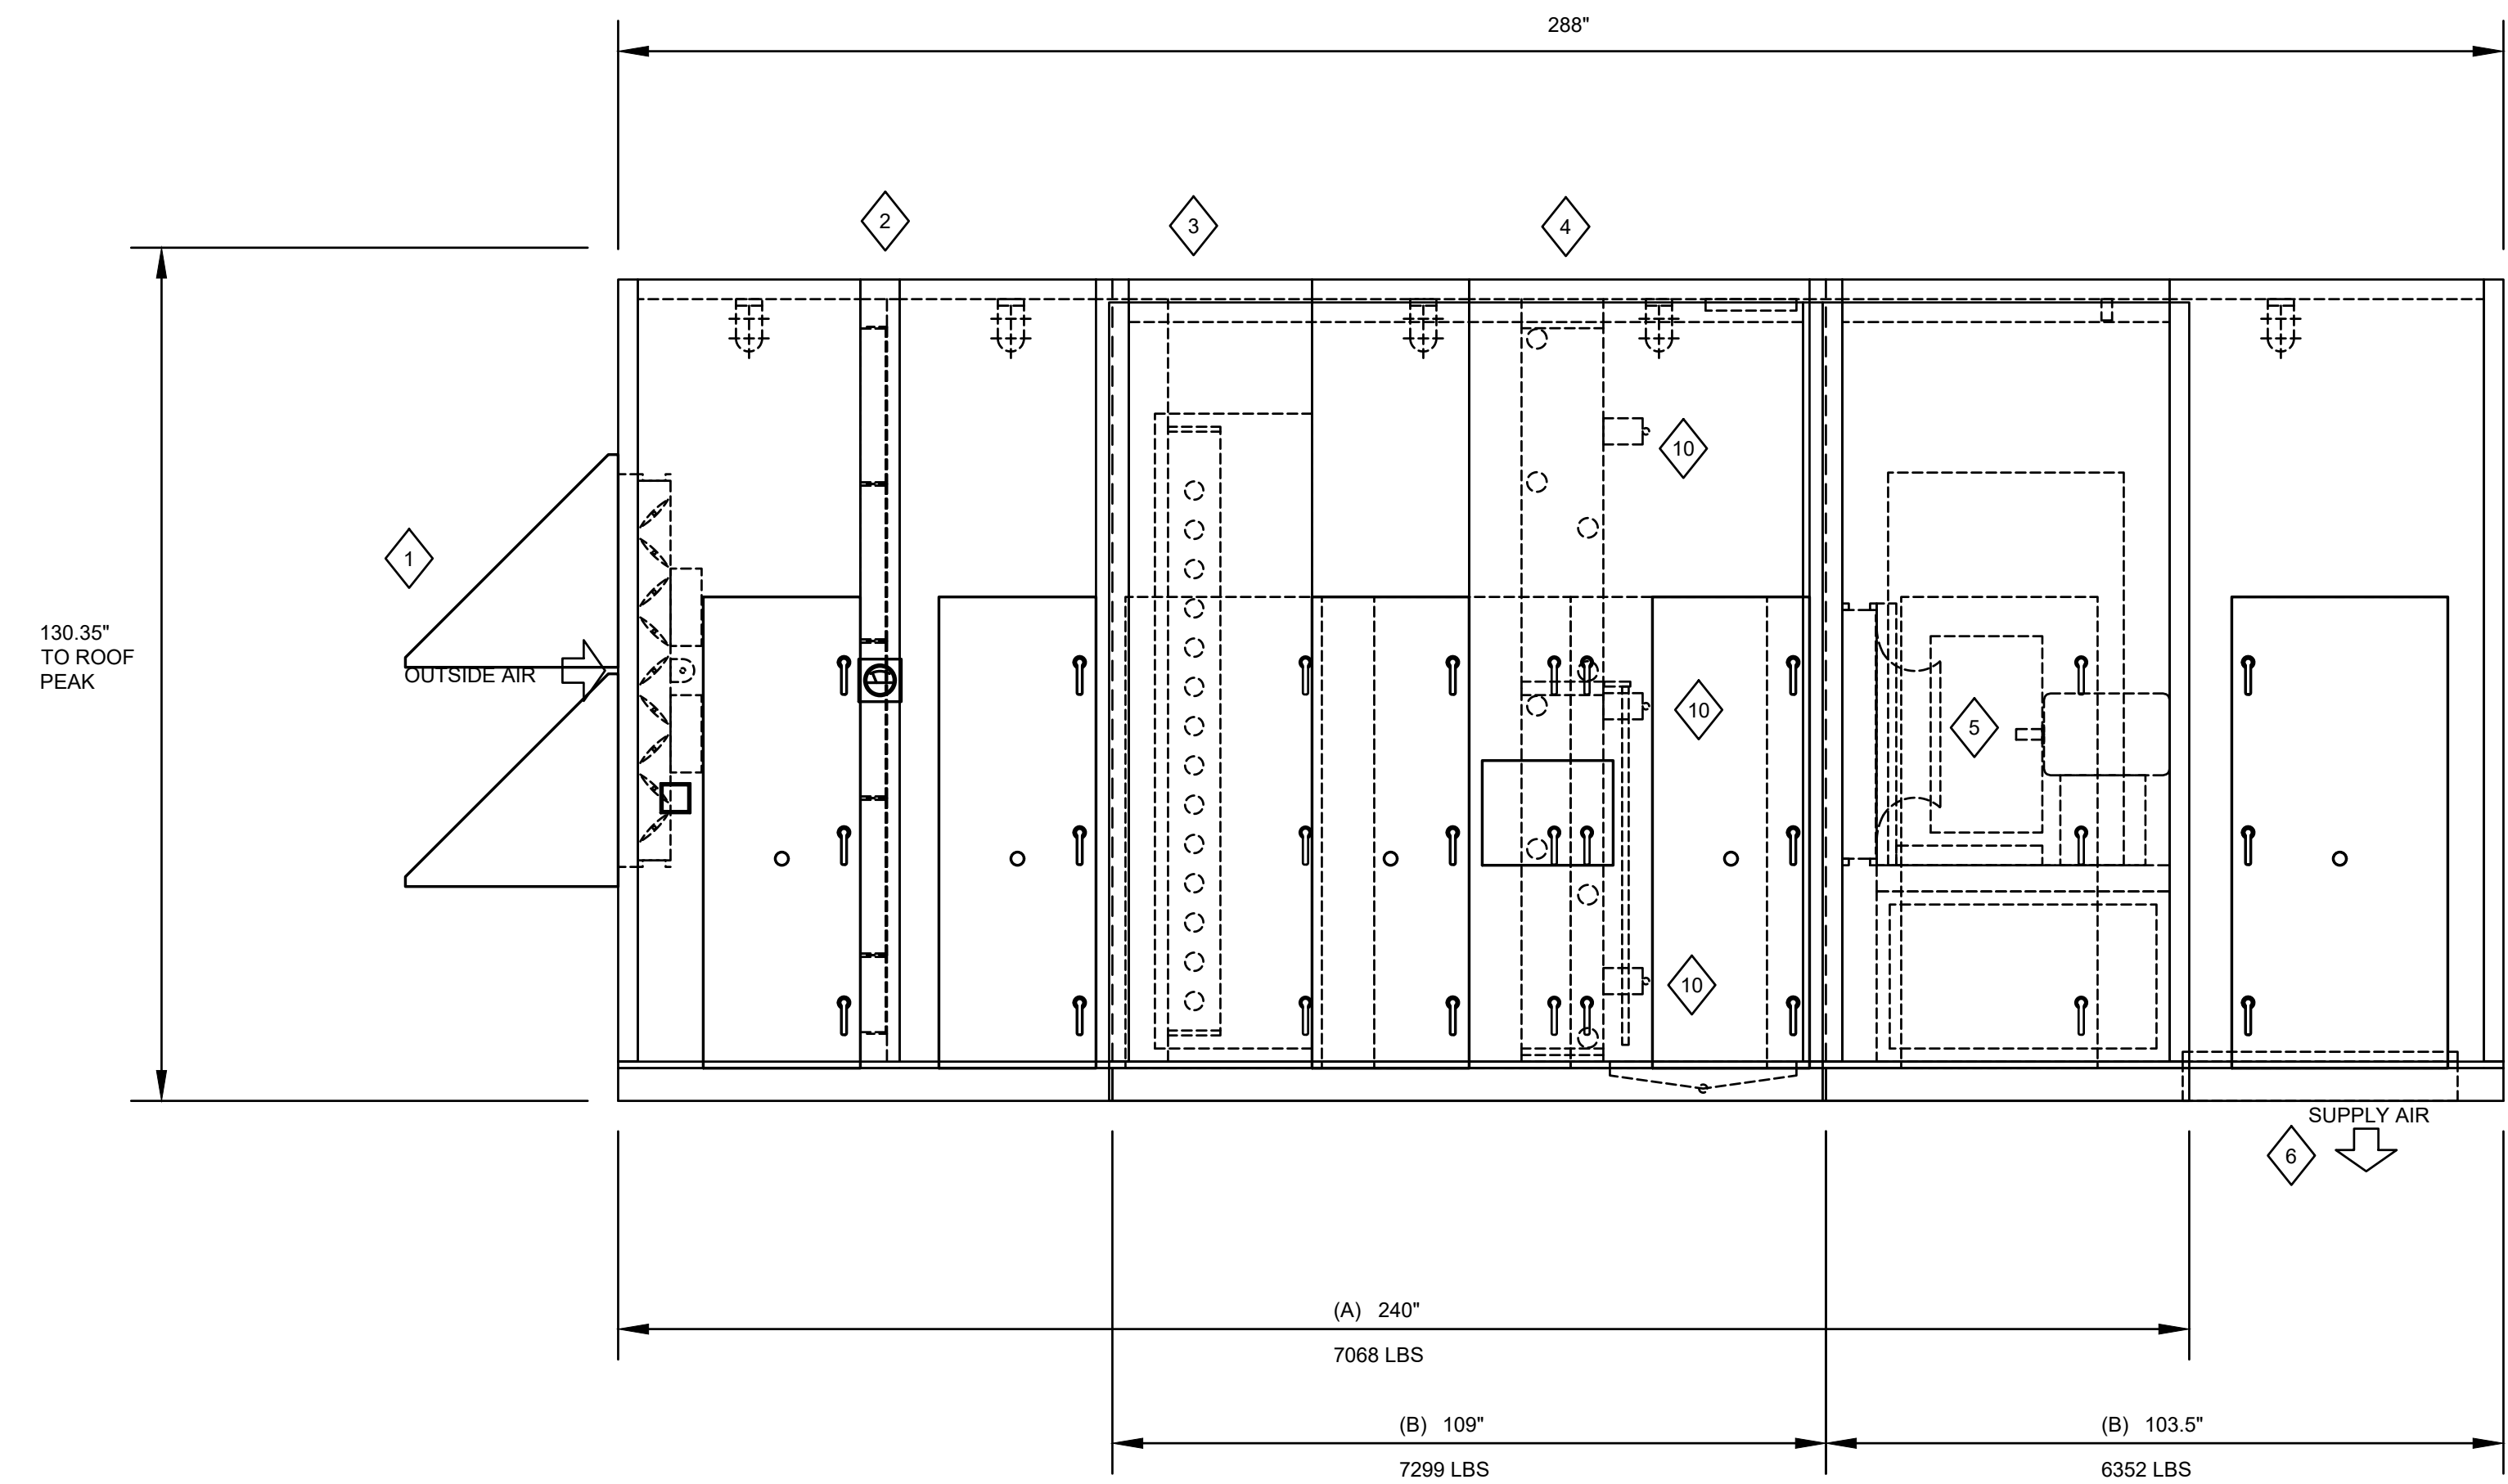 288"
2
3
4
10
1
130.35"
TO ROOF
PEAK
OUTSIDE AIR
10
5
10
SUPPLY AIR
6
(A) 240"
7068 LBS
(B) 109"
(B) 103.5"
7299 LBS
6352 LBS